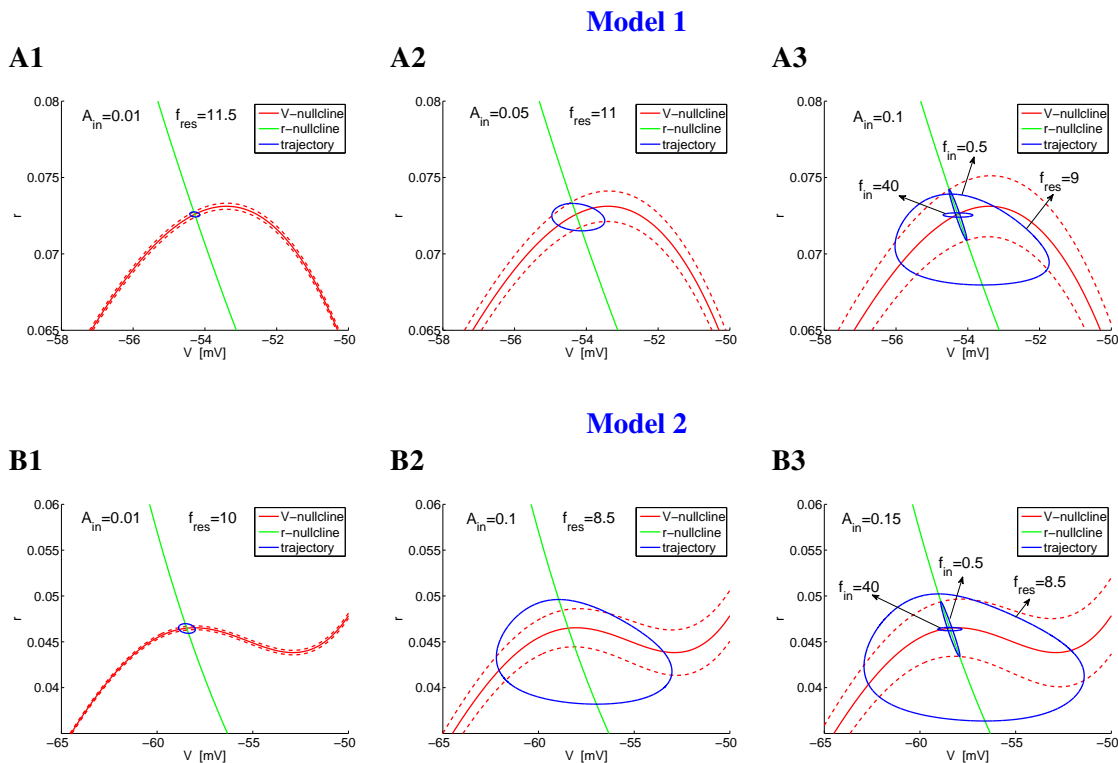 Model 1
A1
A2
A3
A_in=0.01 f_res=11.5
V−nullcline
r−nullcline
trajectory
0.08
0.075
0.07
0.065
r
−58 −56 −54 −52 −50
V [mV]
A_in=0.05 f_res=11
V−nullcline
r−nullcline
trajectory
0.08
0.075
0.07
0.065
r
−58 −56 −54 −52 −50
V [mV]
A_in=0.1
f_in=0.5
f_in=40
f_res=9
V−nullcline
r−nullcline
trajectory
0.08
0.075
0.07
0.065
r
−58 −56 −54 −52 −50
V [mV]
Model 2
B1
B2
B3
A_in=0.01 f_res=10
V−nullcline
r−nullcline
trajectory
0.06
0.055
0.05
0.045
0.04
r
−65 −60 −55 −50
V [mV]
A_in=0.1 f_res=8.5
V−nullcline
r−nullcline
trajectory
0.06
0.055
0.05
0.045
0.04
r
−65 −60 −55 −50
V [mV]
A_in=0.15
f_in=0.5
f_in=40
f_res=8.5
V−nullcline
r−nullcline
trajectory
0.06
0.055
0.05
0.045
0.04
r
−65 −60 −55 −50
V [mV]